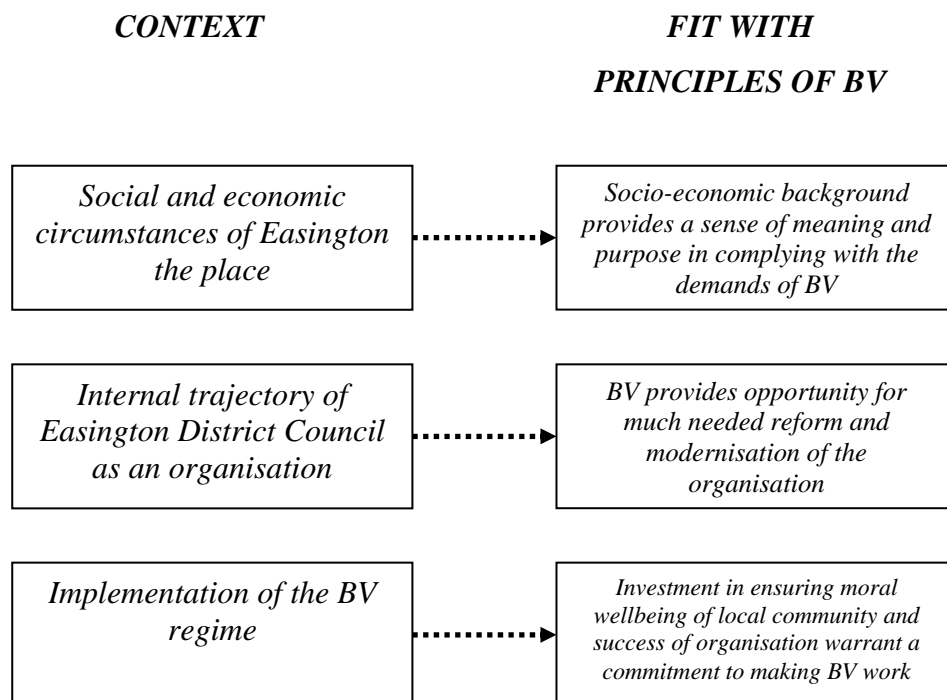 CONTEXT
FIT WITH
PRINCIPLES OF BV
Social and economic
circumstances of Easington
the place
Socio-economic background
provides a sense of meaning and
purpose in complying with the
demands of BV
Internal trajectory of
Easington District Council
as an organisation
BV provides opportunity for
much needed reform and
modernisation of the
organisation
Implementation of the BV
regime
Investment in ensuring moral
wellbeing of local community and
success of organisation warrant a
commitment to making BV work